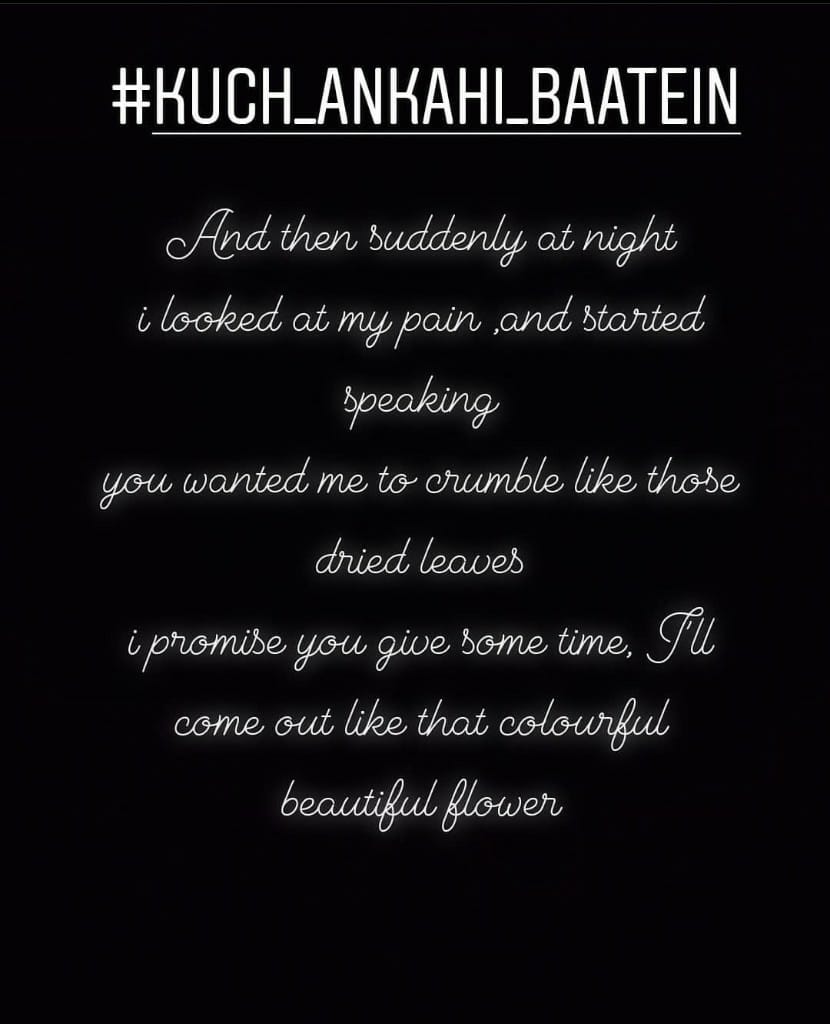 #KUCH_ANKAHI_BAATEIN
And then suddenly at night
i looked at my pain ,and started
speaking
you wanted me to crumble like those
dried leaves
i promise you give some time, I'll
come out like that colourful
beautiful flower